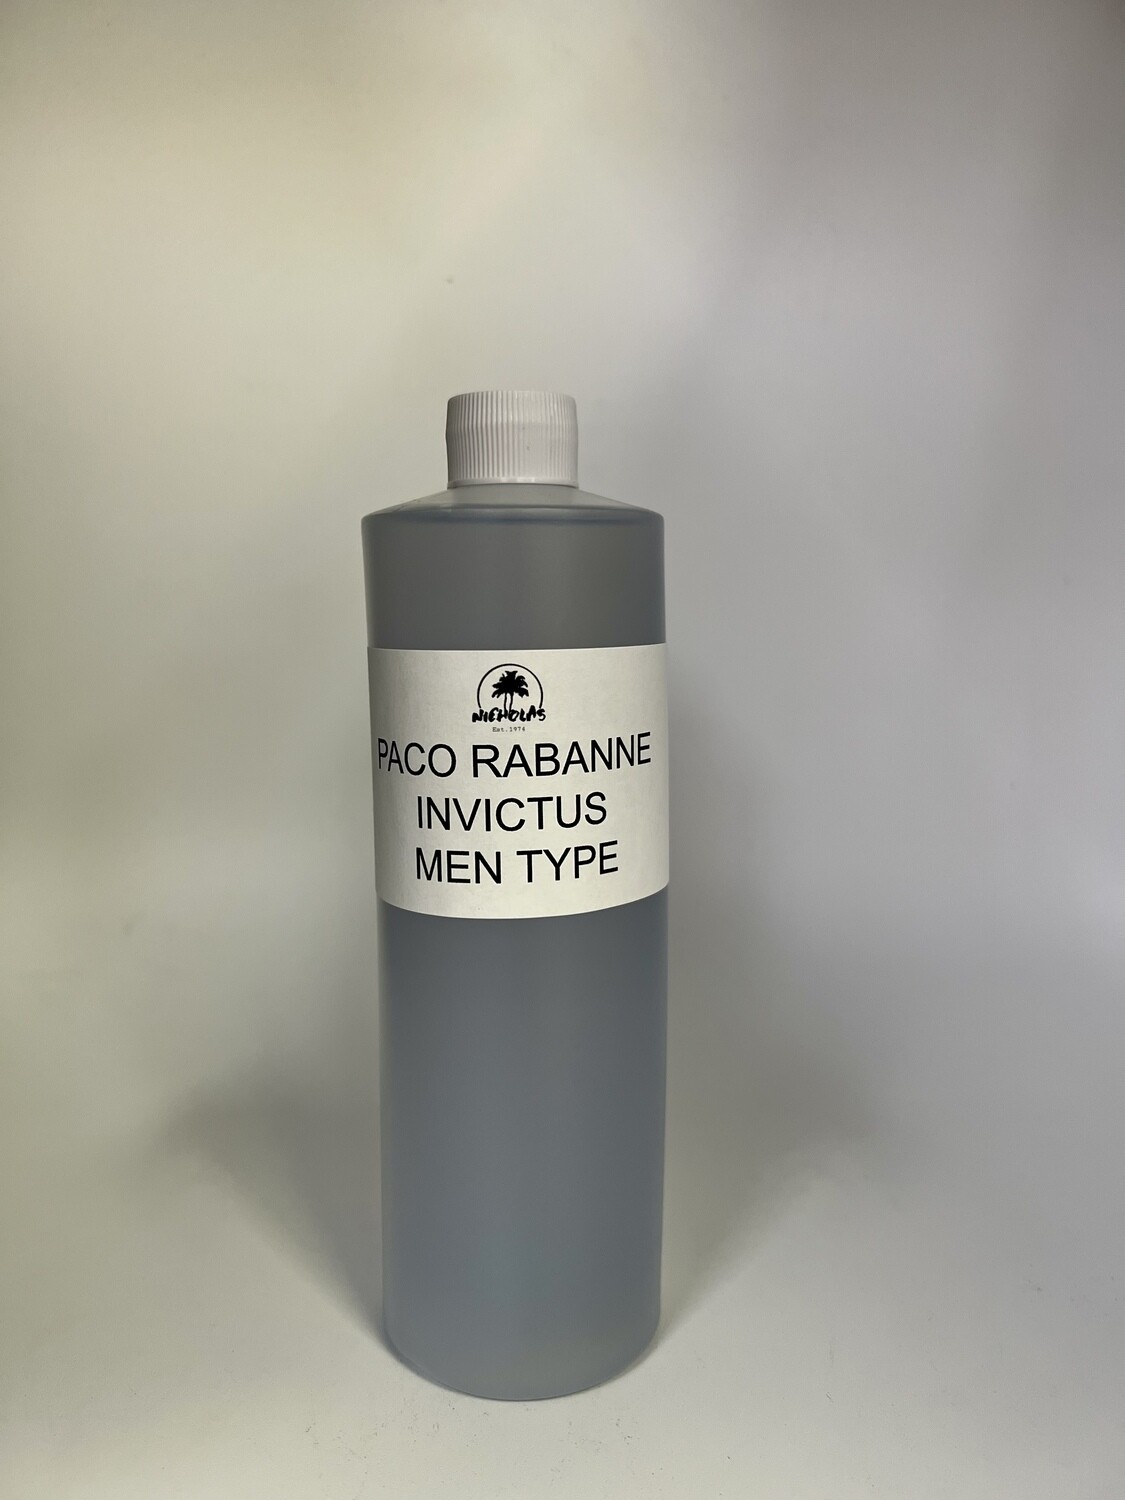 NICHOLAS
Est.1974
PACO RABANNE
INVICTUS
MEN TYPE